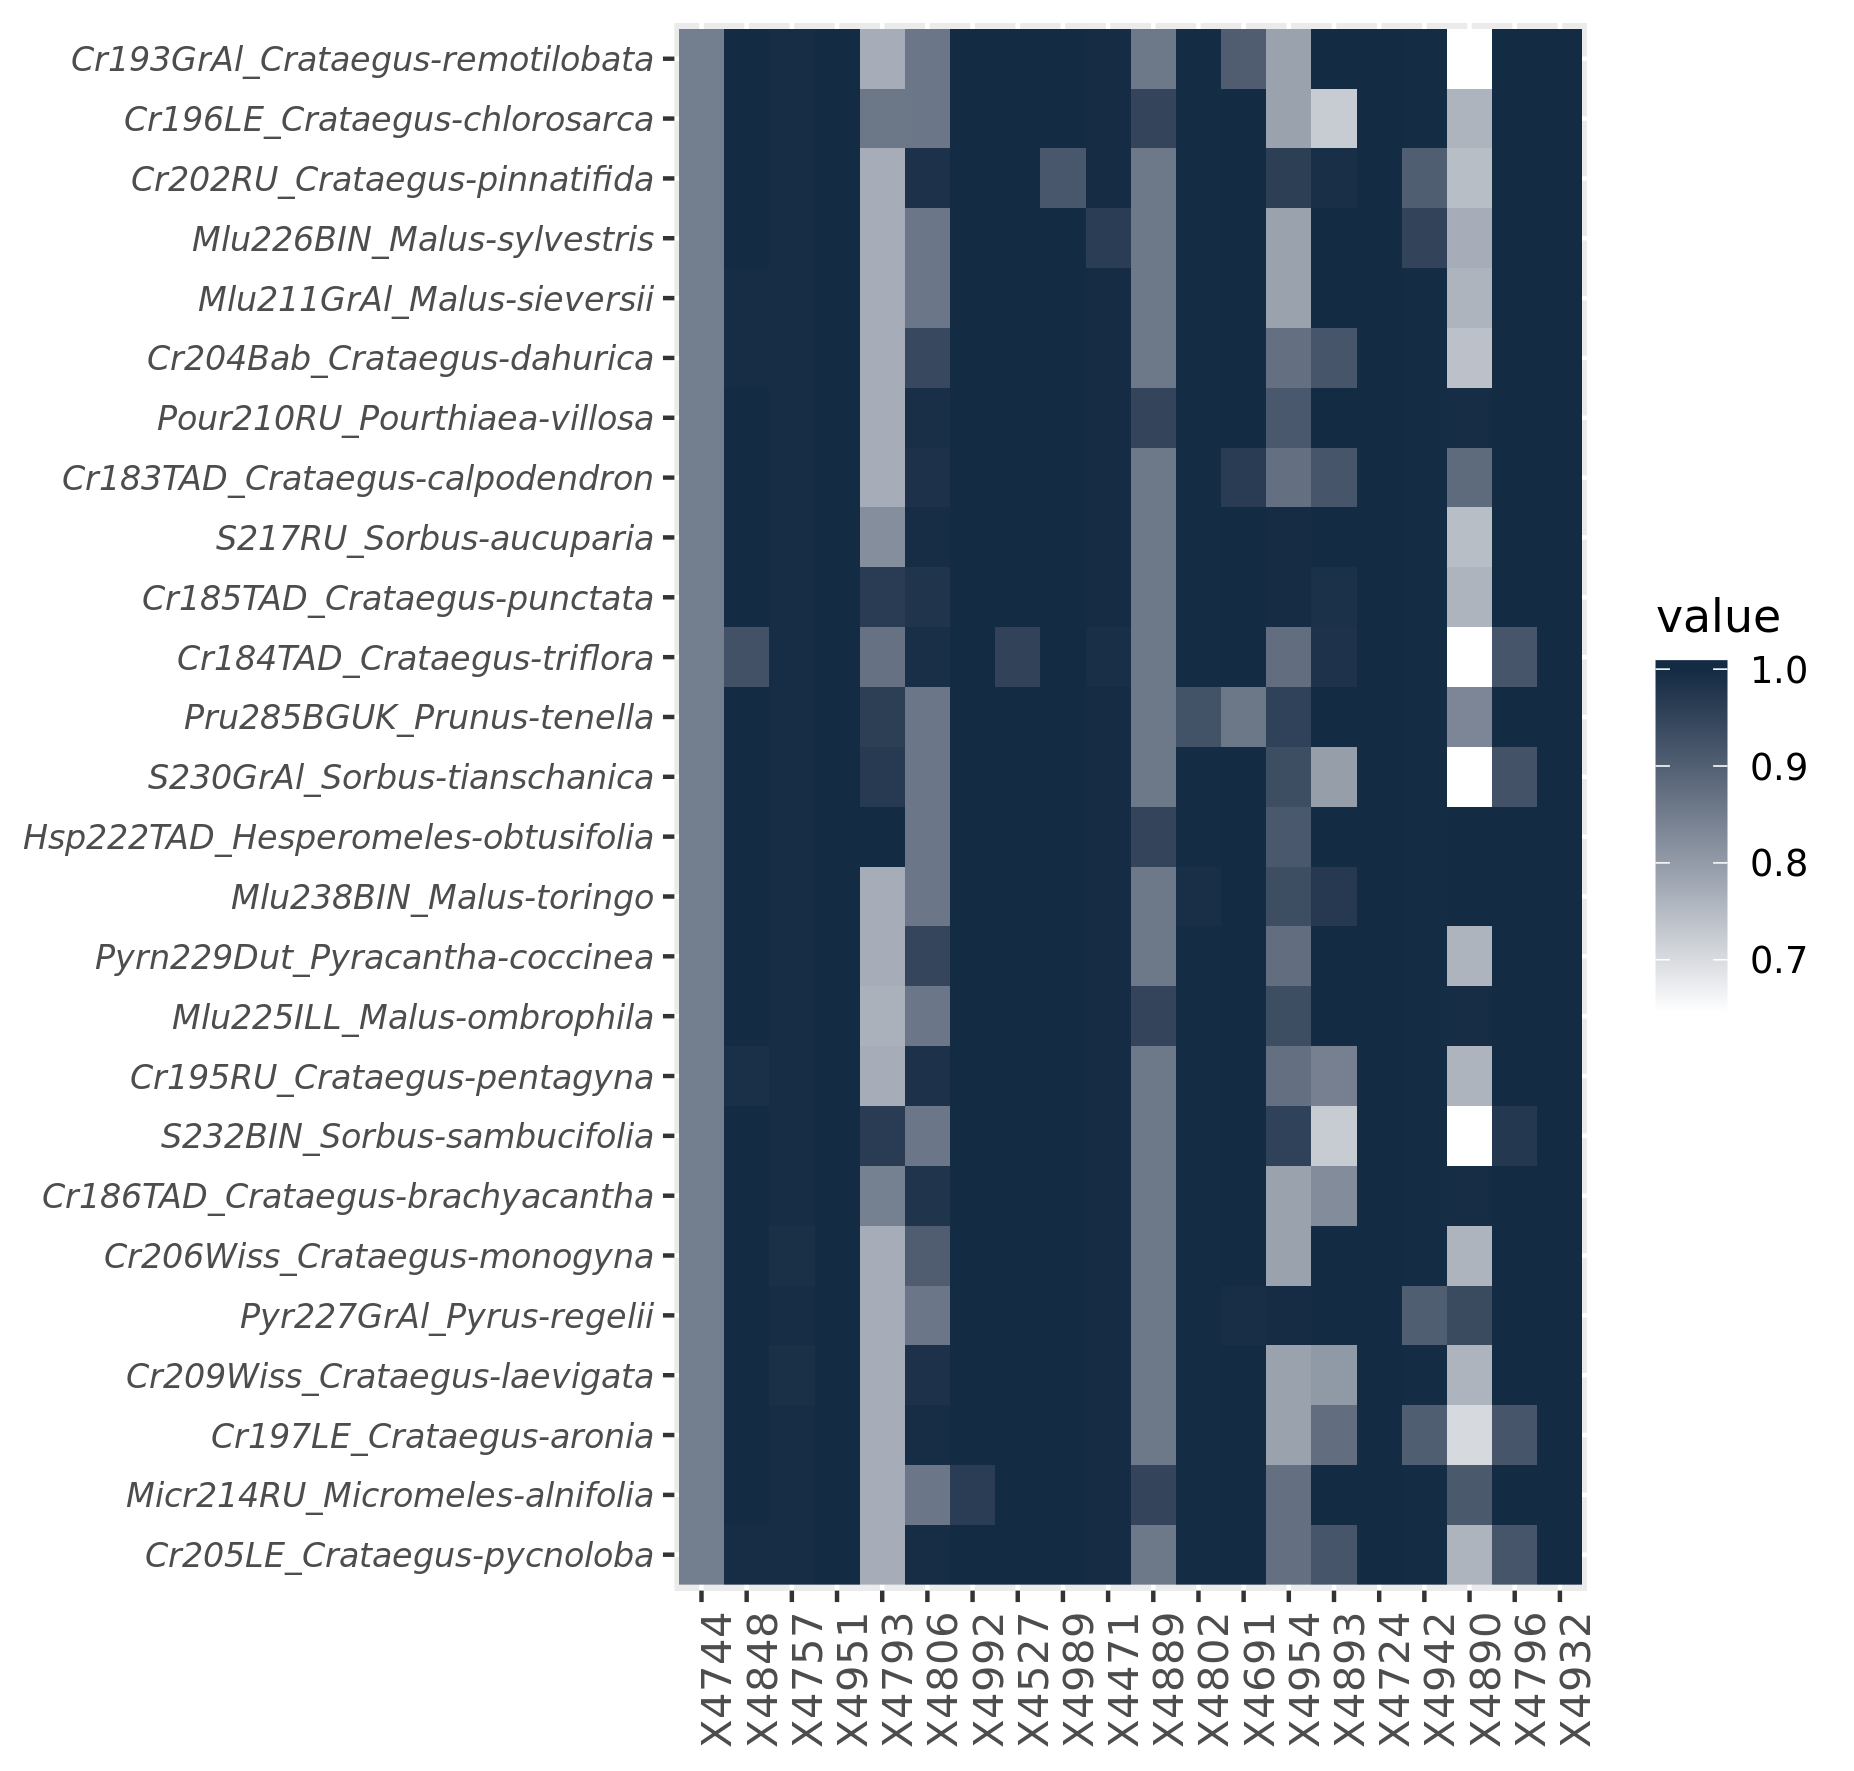 Cr193GrAl_Crataegus-remotilobata
Cr196LE_Crataegus-chlorosarca
Cr202RU_Crataegus-pinnatifida
Mlu226BIN_Malus-sylvestris
Mlu211GrAl_Malus-sieversii
Cr204Bab_Crataegus-dahurica
Pour210RU_Pourthiaea-villosa
Cr183TAD_Crataegus-calpodendron
S217RU_Sorbus-aucuparia
Cr185TAD_Crataegus-punctata
Cr184TAD_Crataegus-triflora
Pru285BGUK_Prunus-tenella
S230GrAl_Sorbus-tianschanica
Hsp222TAD_Hesperomeles-obtusifolia
Mlu238BIN_Malus-toringo
Pyrn229Dut_Pyracantha-coccinea
Mlu225ILL_Malus-ombrophila
Cr195RU_Crataegus-pentagyna
S232BIN_Sorbus-sambucifolia
Cr186TAD_Crataegus-brachyacantha
Cr206Wiss_Crataegus-monogyna
Pyr227GrAl_Pyrus-regelii
Cr209Wiss_Crataegus-laevigata
Cr197LE_Crataegus-aronia
Micr214RU_Micromeles-alnifolia
Cr205LE_Crataegus-pycnoloba
X4744
X4848
X4757
X4951
X4793
X4806
X4992
X4527
X4989
X4471
X4889
X4802
X4691
X4954
X4893
X4724
X4942
X4890
X4796
X4932
value
1.0
0.9
0.8
0.7